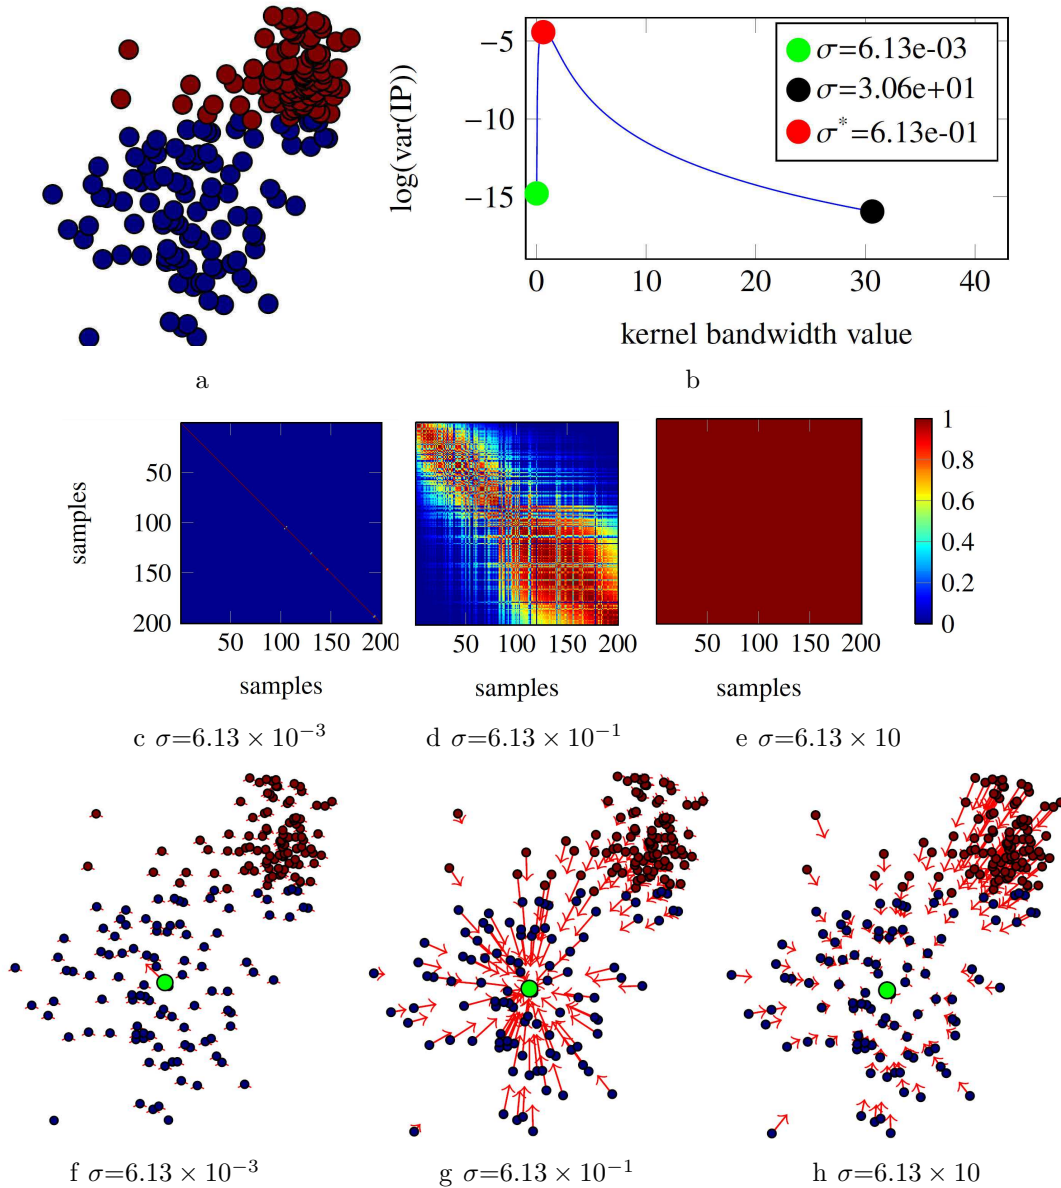 −5
−10
−15
log(var(IP))
σ=6.13e-03
σ=3.06e+01
σ*=6.13e-01
0 10 20 30 40
kernel bandwidth value
a b
50
100
150
200
samples
50 100 150 200
samples
50 100 150 200
samples
50 100 150 200
samples
1
0.8
0.6
0.4
0.2
0
c σ=6.13 × 10⁻³ d σ=6.13 × 10⁻¹ e σ=6.13 × 10
f σ=6.13 × 10⁻³ g σ=6.13 × 10⁻¹ h σ=6.13 × 10